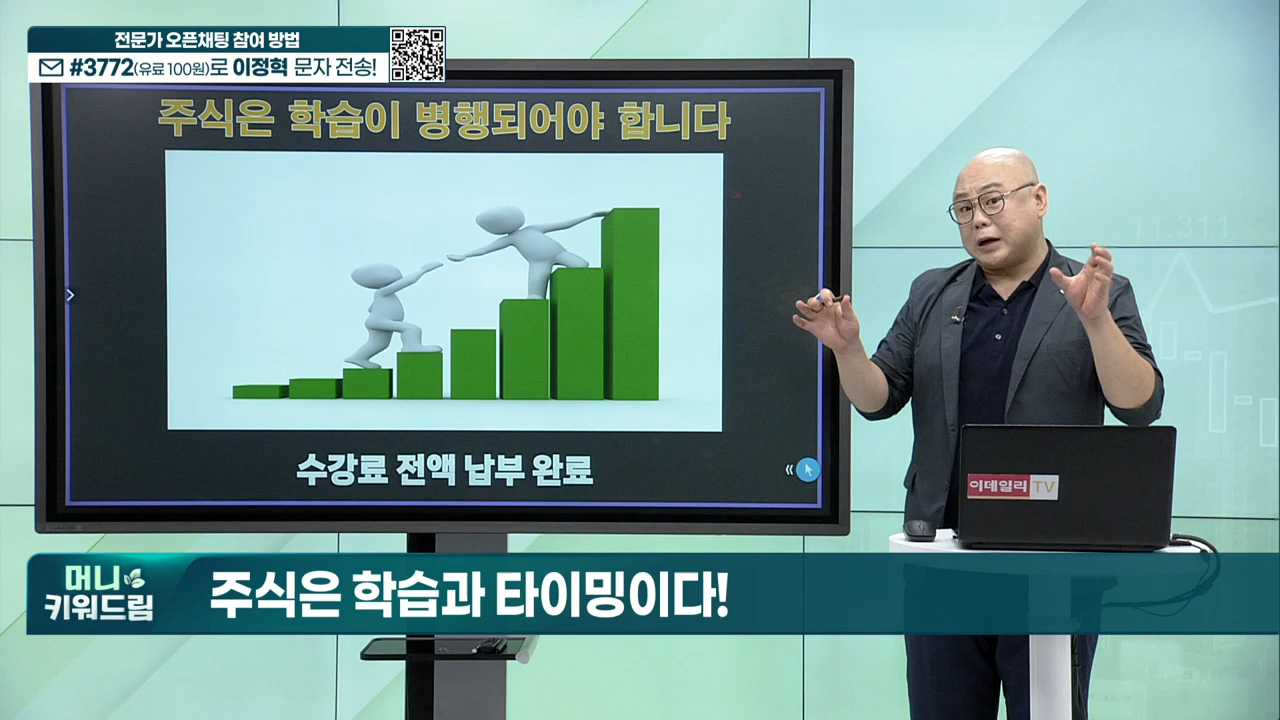 전문가 오픈채팅 참여 방법
#3772(유료 100원)로 이정혁 문자 전송!
주식은 학습이 병행되어야 합니다
수강료 전액 납부 완료
11,311
이데일리 TV
머니
키워드림
주식은 학습과 타이밍이다!